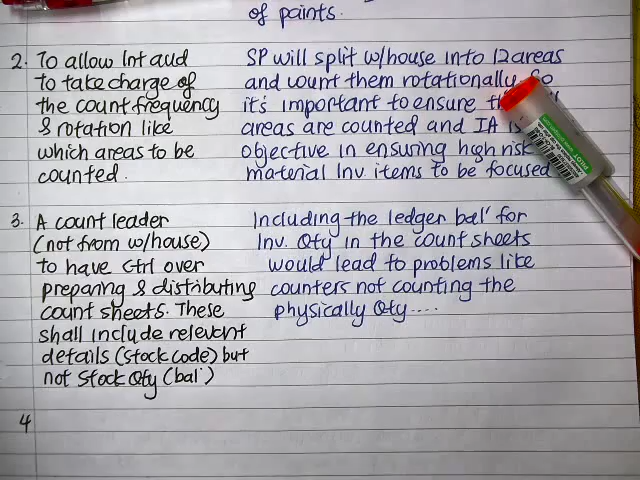 of paints.
2. To allow Int aud
to take charge of
the count frequency
& rotation like
which areas to be
counted.
SP will split w/house into 12 areas
and count them rotationally. So
it's important to ensure
areas are counted and IA is
objective in ensuring high risk
material Inv. items to be focused
3. A count leader
(not from w/house)
to have ctrl over
preparing & distributing
count sheets. These
shall include relevent
details (stock code) but
not stock Qty (bal')
Including the ledger bal' for
Inv. Qty in the count sheets
would lead to problems like
counters not counting the
physically Qty....
4
PILOT